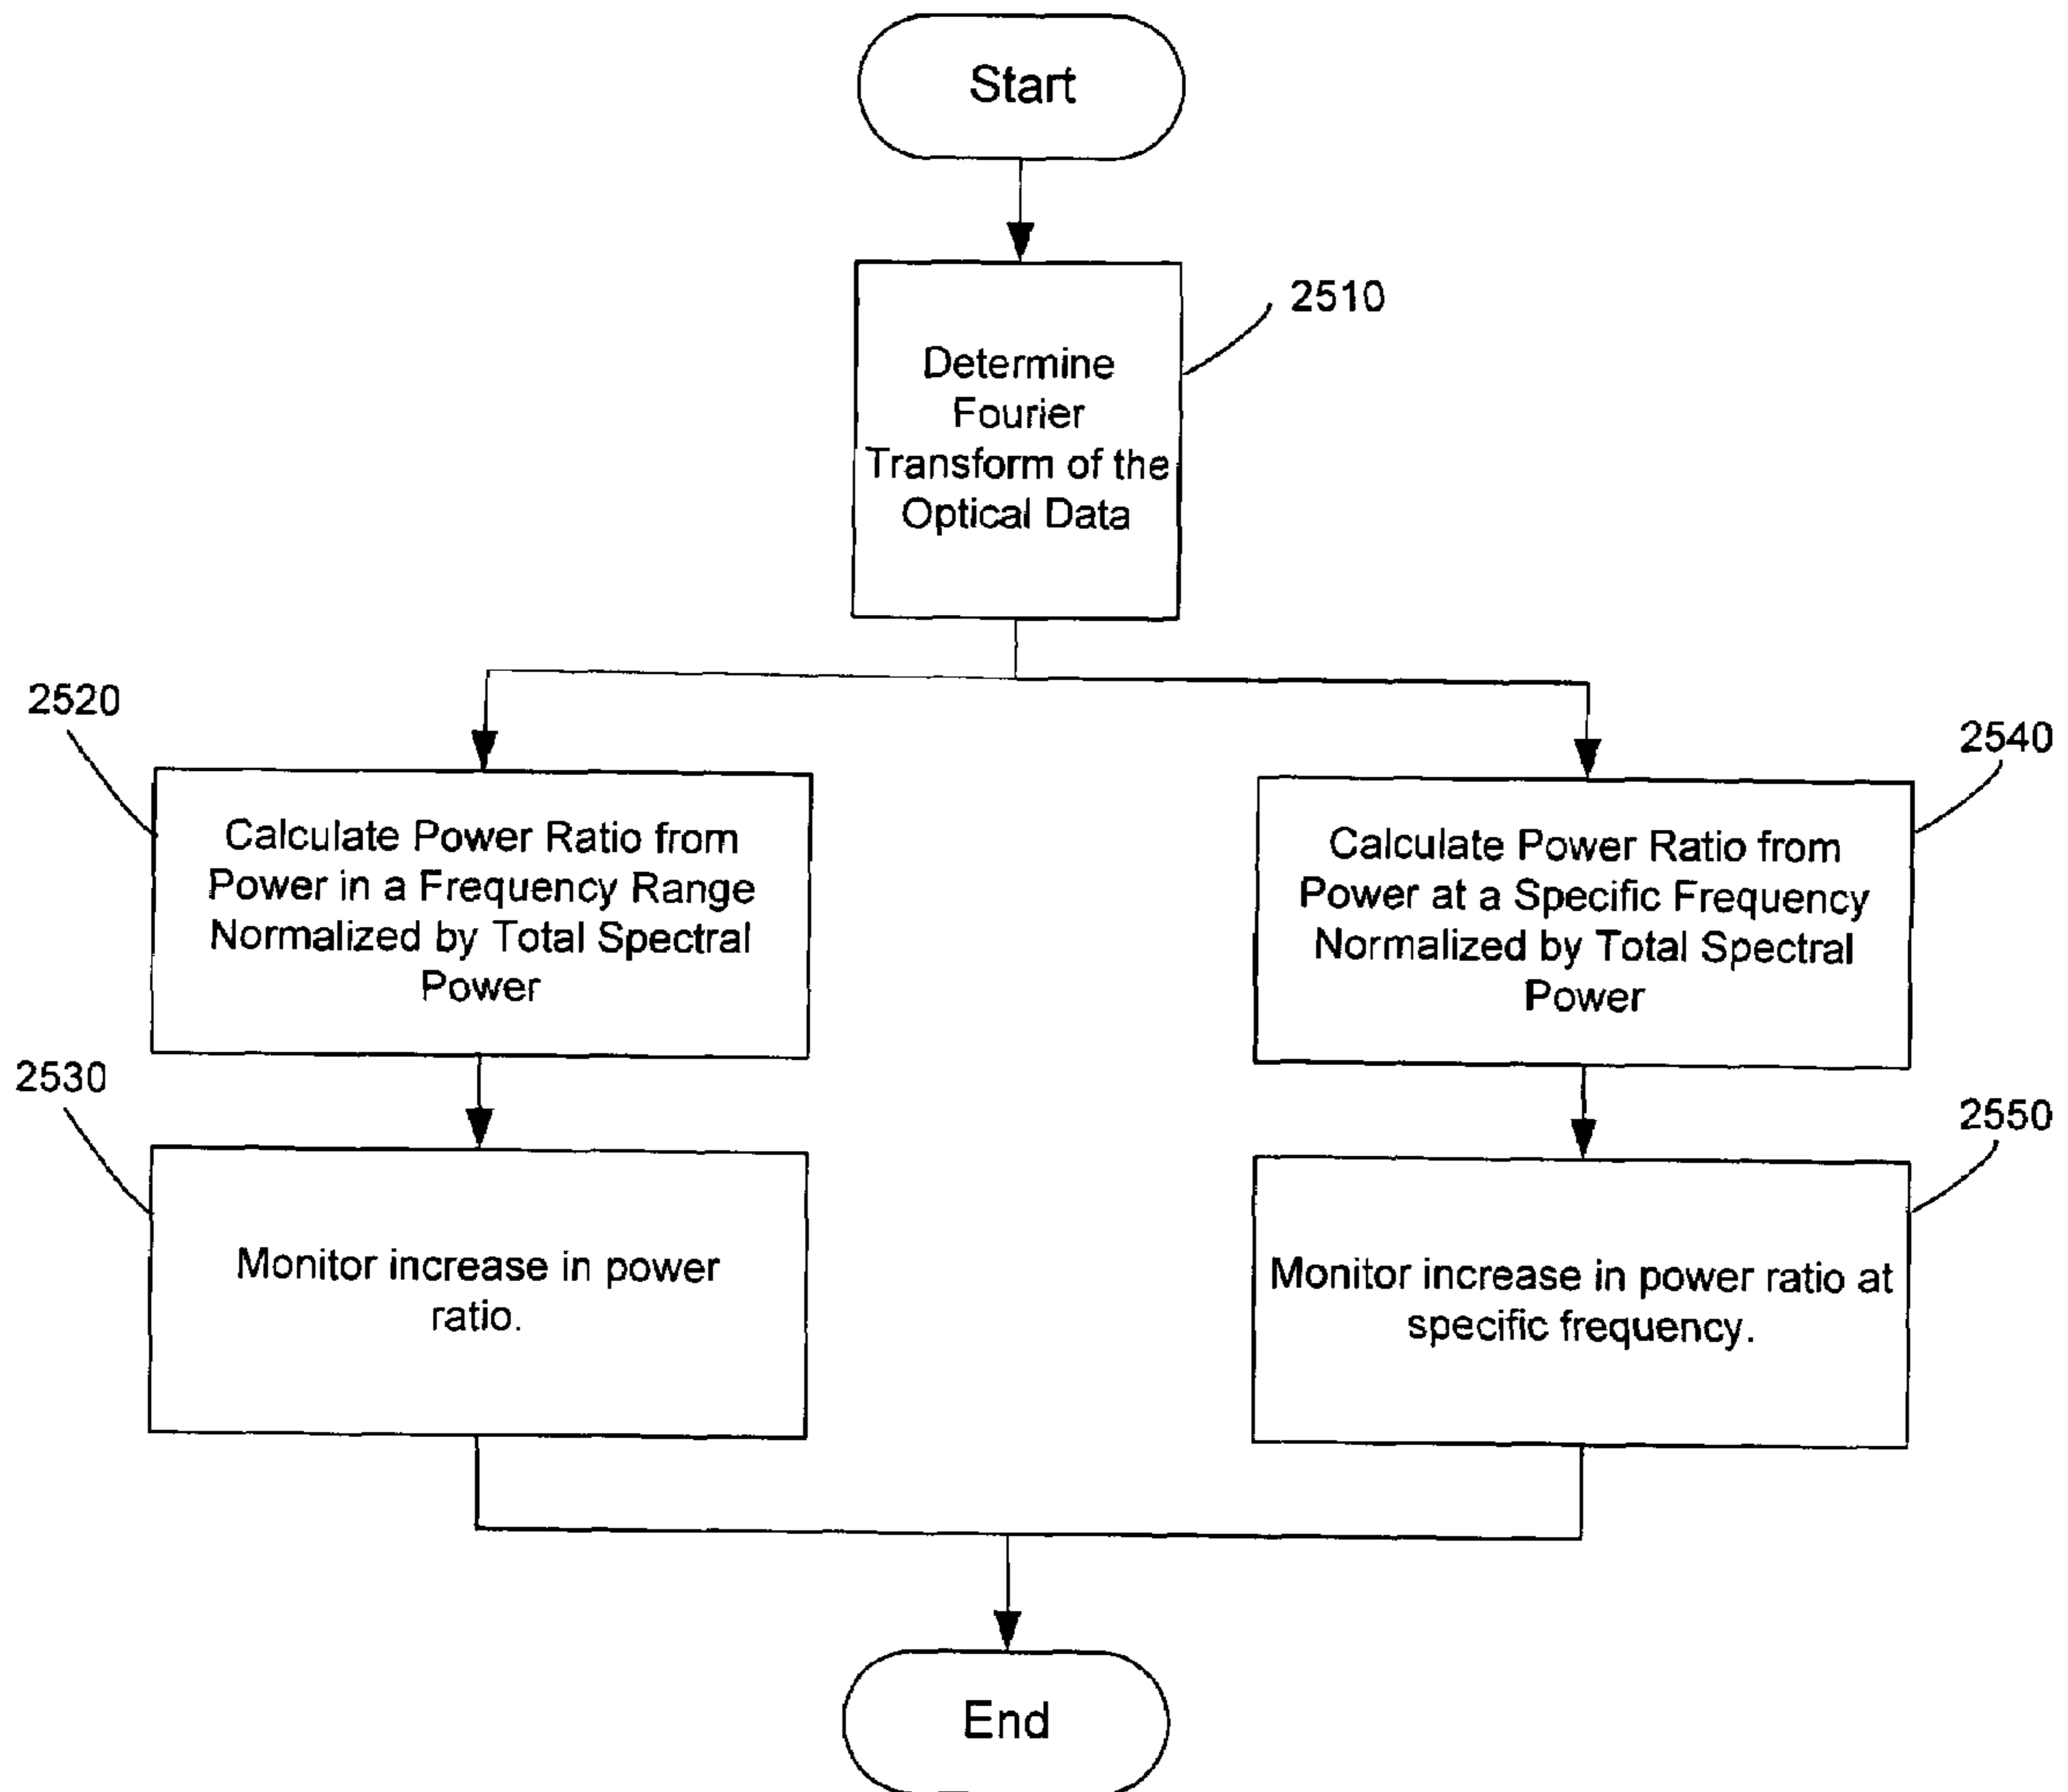 Start
2510
Determine
Fourier
Transform of the
Optical Data
2520
Calculate Power Ratio from
Power in a Frequency Range
Normalized by Total Spectral
Power
2540
Calculate Power Ratio from
Power at a Specific Frequency
Normalized by Total Spectral
Power
2530
Monitor increase in power
ratio.
2550
Monitor increase in power ratio at
specific frequency.
End